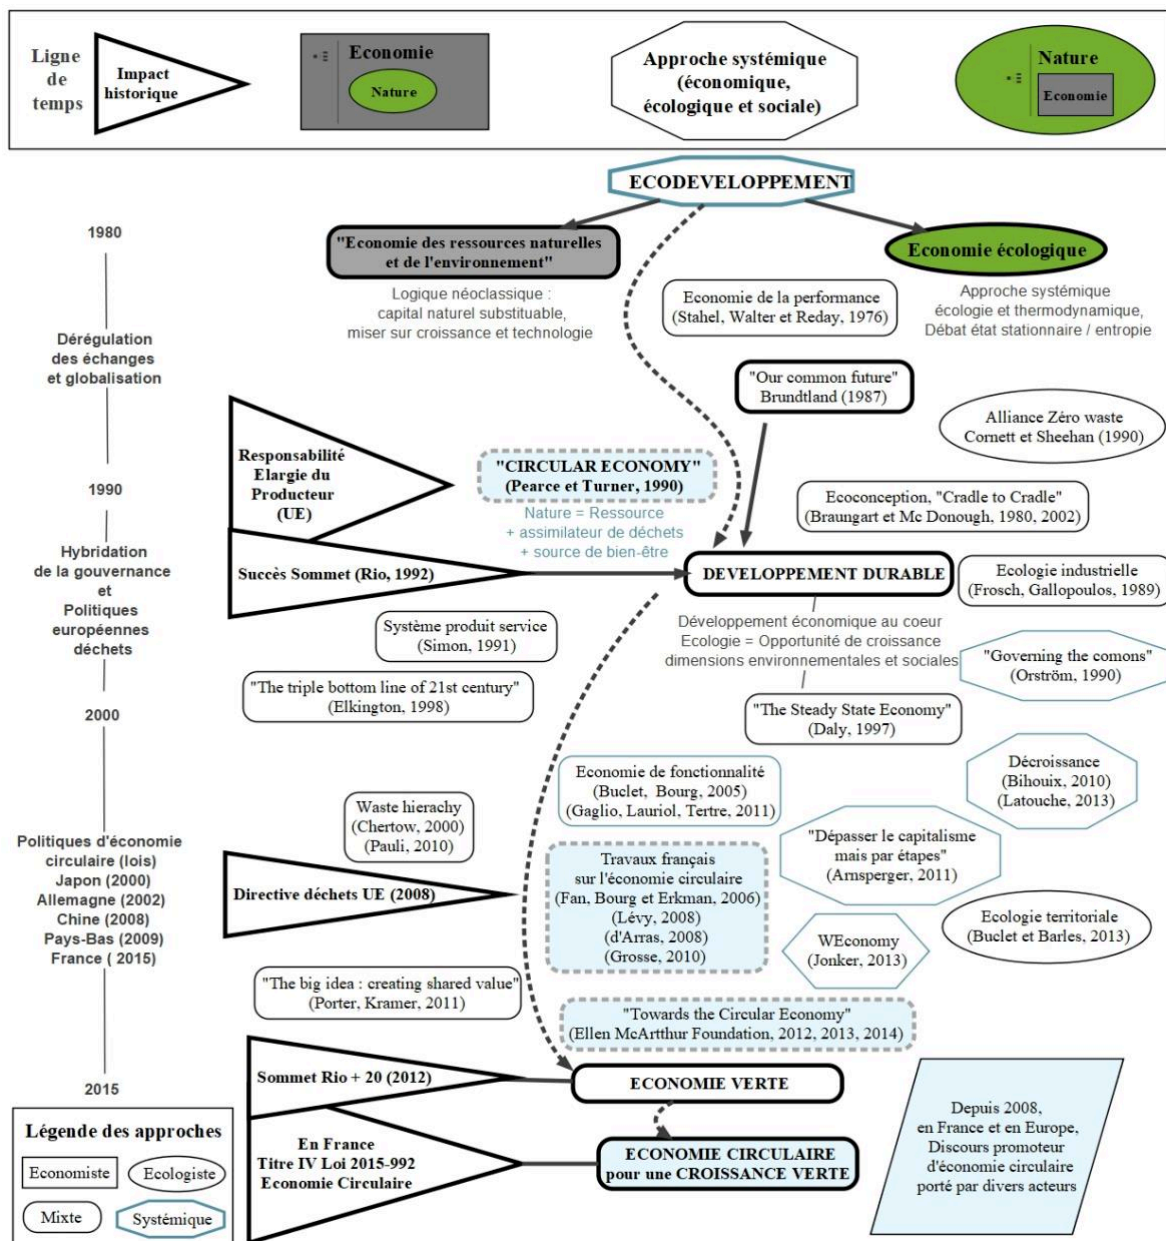 Ligne
de
temps
Impact
historique
Economie
Nature
Approche systémique
(économique,
écologique et sociale)
Nature
Economie
ECODEVELOPPEMENT
1980
"Economie des ressources naturelles
et de l'environnement"
Economie écologique
Logique néoclassique :
capital naturel substituable,
miser sur croissance et technologie
Economie de la performance
(Stahel, Walter et Reday, 1976)
Approche systémique
écologie et thermodynamique,
Débat état stationnaire / entropie
Dérégulation
des échanges
et globalisation
"Our common future"
Brundtland (1987)
Alliance Zéro waste
Cornett et Sheehan (1990)
Responsabilité
Elargie du
Producteur
(UE)
"CIRCULAR ECONOMY"
(Pearce et Turner, 1990)
1990
Nature = Ressource
+ assimilateur de déchets
+ source de bien-être
Ecoconception, "Cradle to Cradle"
(Braungart et Mc Donough, 1980, 2002)
Hybridation
de la gouvernance
et
Politiques
européennes
déchets
Succès Sommet (Rio, 1992)
DEVELOPPEMENT DURABLE
Ecologie industrielle
(Frosch, Gallopoulos, 1989)
Système produit service
(Simon, 1991)
Développement économique au coeur
Ecologie = Opportunité de croissance
dimensions environnementales et sociales
"Governing the comons"
(Orström, 1990)
"The triple bottom line of 21st century"
(Elkington, 1998)
2000
"The Steady State Economy"
(Daly, 1997)
Economie de fonctionnalité
(Buclet, Bourg, 2005)
(Gaglio, Lauriol, Tertre, 2011)
Décroissance
(Bihouix, 2010)
(Latouche, 2013)
Waste hierachy
(Chertow, 2000)
(Pauli, 2010)
"Dépasser le capitalisme
mais par étapes"
(Arnsperger, 2011)
Politiques d'économie
circulaire (lois)
Japon (2000)
Allemagne (2002)
Chine (2008)
Pays-Bas (2009)
France ( 2015)
Directive déchets UE (2008)
Travaux français
sur l'économie circulaire
(Fan, Bourg et Erkman, 2006)
(Lévy, 2008)
(d'Arras, 2008)
(Grosse, 2010)
Ecologie territoriale
(Buclet et Barles, 2013)
WEconomy
(Jonker, 2013)
"The big idea : creating shared value"
(Porter, Kramer, 2011)
"Towards the Circular Economy"
(Ellen McArtthur Foundation, 2012, 2013, 2014)
Sommet Rio + 20 (2012)
ECONOMIE VERTE
2015
Légende des approches
Economiste
Ecologiste
Mixte
Systémique
En France
Titre IV Loi 2015-992
Economie Circulaire
ECONOMIE CIRCULAIRE
pour une CROISSANCE VERTE
Depuis 2008,
en France et en Europe,
Discours promoteur
d'économie circulaire
porté par divers acteurs